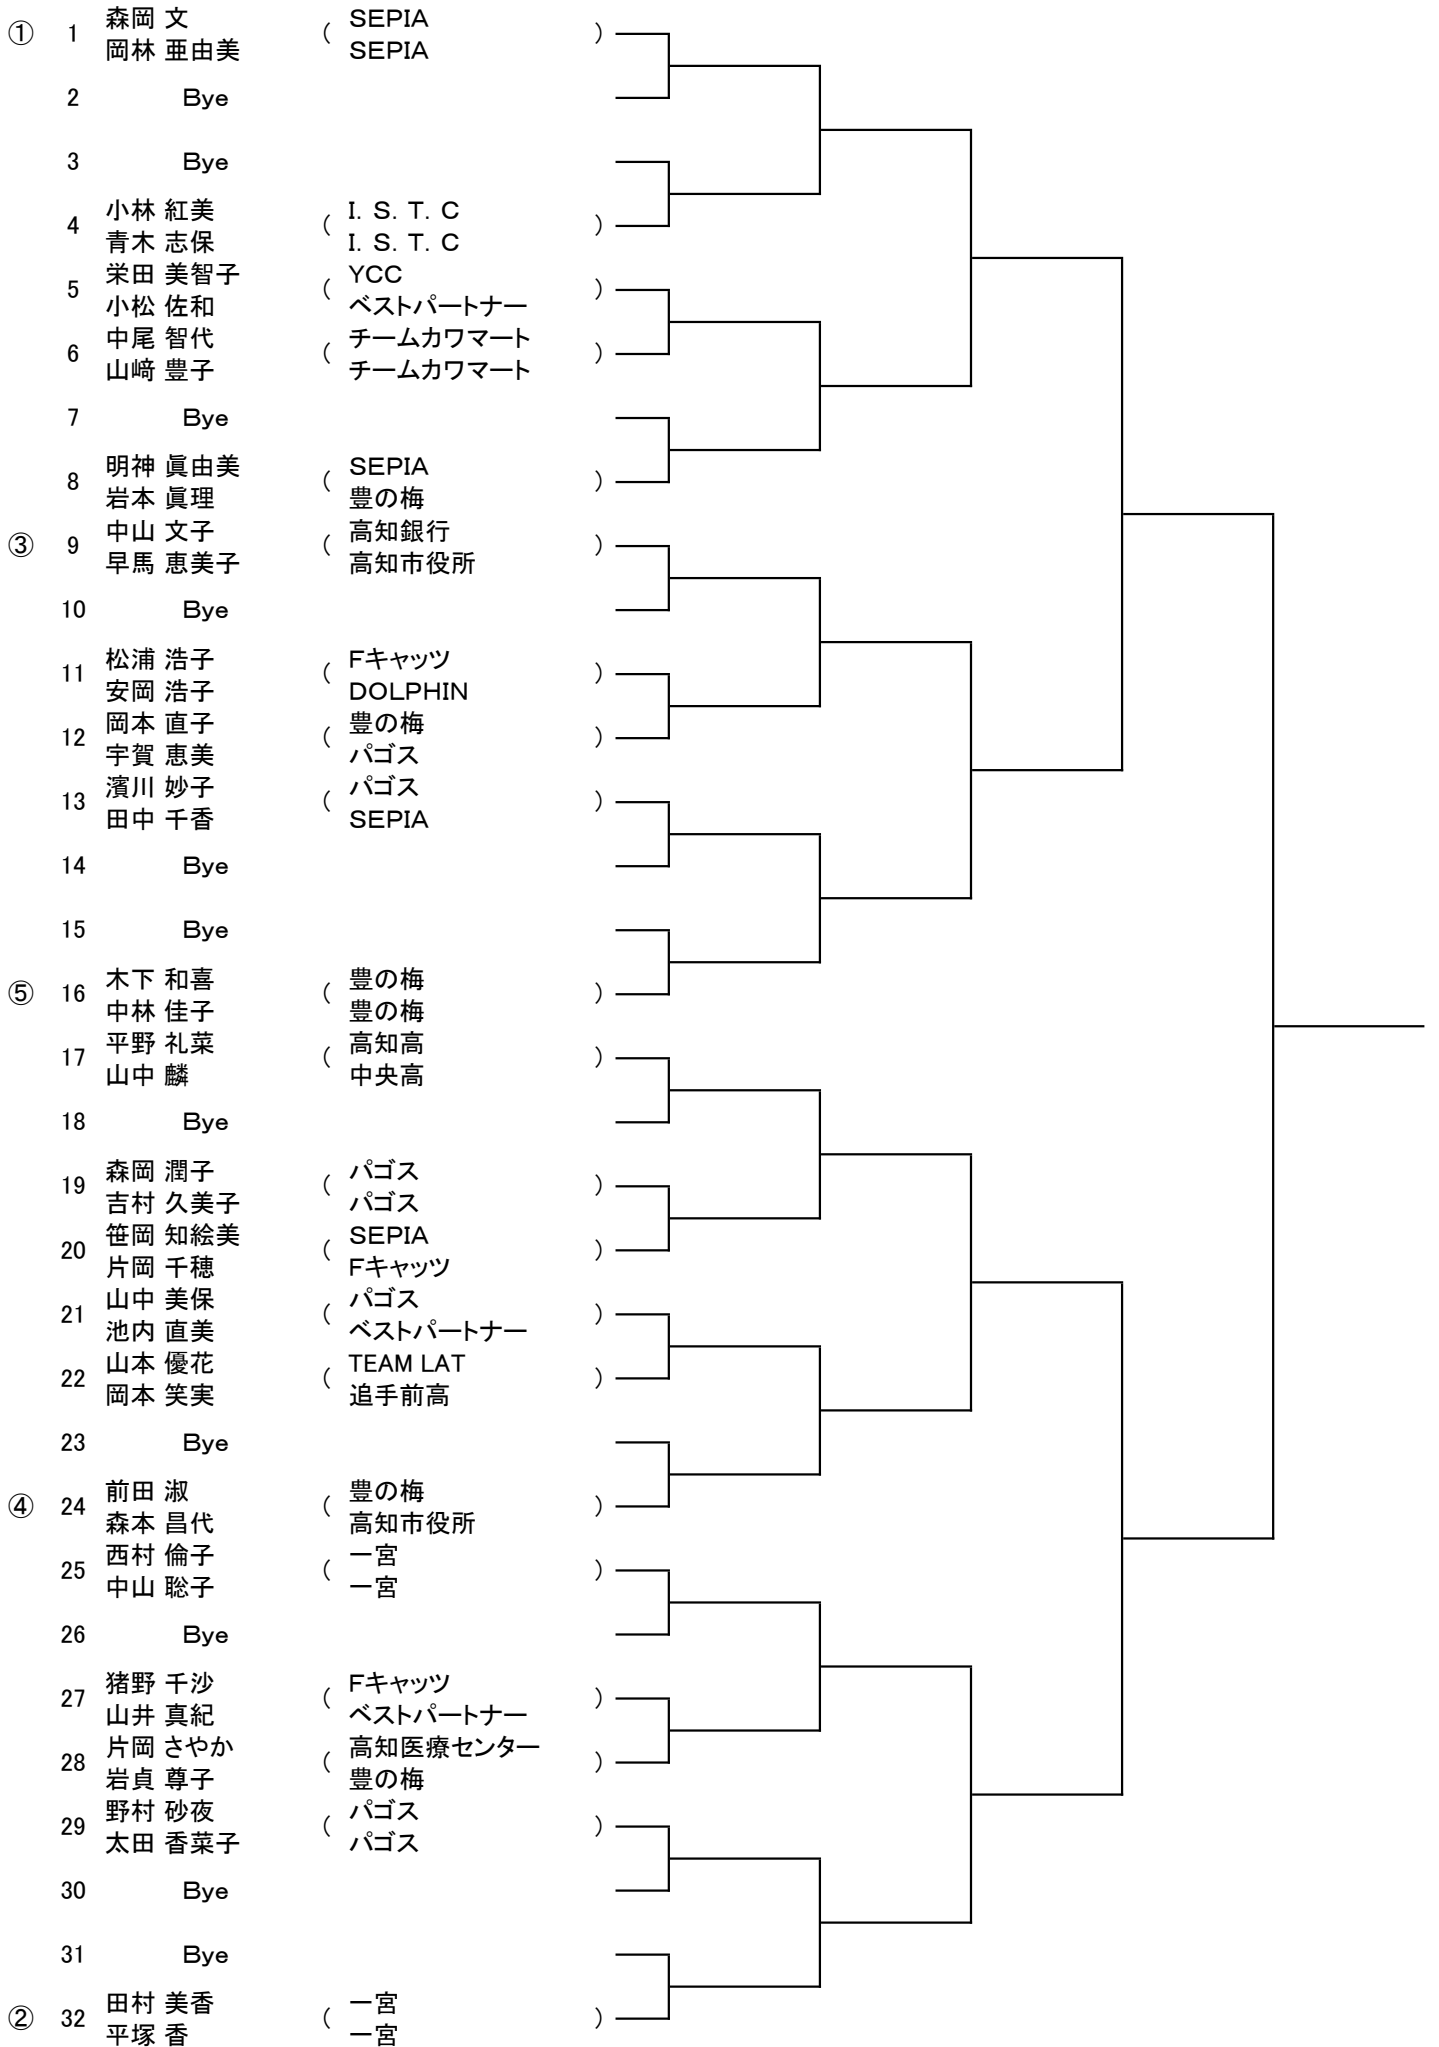 森岡 文 SEPIA
① 1 ( )
岡林 亜由美 SEPIA
2 Bye
3 Bye
小林 紅美 I. S. T. C
4 ( )
青木 志保 I. S. T. C
栄田 美智子 YCC
5 ( )
小松 佐和 ベストパートナー
中尾 智代 チームカワマート
6 ( )
山﨑 豊子 チームカワマート
7 Bye
明神 眞由美 SEPIA
8 ( )
岩本 眞理 豊の梅
中山 文子 高知銀行
③ 9 ( )
早馬 恵美子 高知市役所
10 Bye
松浦 浩子 Fキャッツ
11 ( )
安岡 浩子 DOLPHIN
岡本 直子 豊の梅
12 ( )
宇賀 恵美 パゴス
濱川 妙子 パゴス
13 ( )
田中 千香 SEPIA
14 Bye
15 Bye
木下 和喜 豊の梅
⑤ 16 ( )
中林 佳子 豊の梅
平野 礼菜 高知高
17 ( )
山中 麟 中央高
18 Bye
森岡 潤子 パゴス
19 ( )
吉村 久美子 パゴス
笹岡 知絵美 SEPIA
20 ( )
片岡 千穂 Fキャッツ
山中 美保 パゴス
21 ( )
池内 直美 ベストパートナー
山本 優花 TEAM LAT
22 ( )
岡本 笑実 追手前高
23 Bye
前田 淑 豊の梅
④ 24 ( )
森本 昌代 高知市役所
西村 倫子 一宮
25 ( )
中山 聡子 一宮
26 Bye
猪野 千沙 Fキャッツ
27 ( )
山井 真紀 ベストパートナー
片岡 さやか 高知医療センター
28 ( )
岩貞 尊子 豊の梅
野村 砂夜 パゴス
29 ( )
太田 香菜子 パゴス
30 Bye
31 Bye
田村 美香 一宮
② 32 ( )
平塚 香 一宮